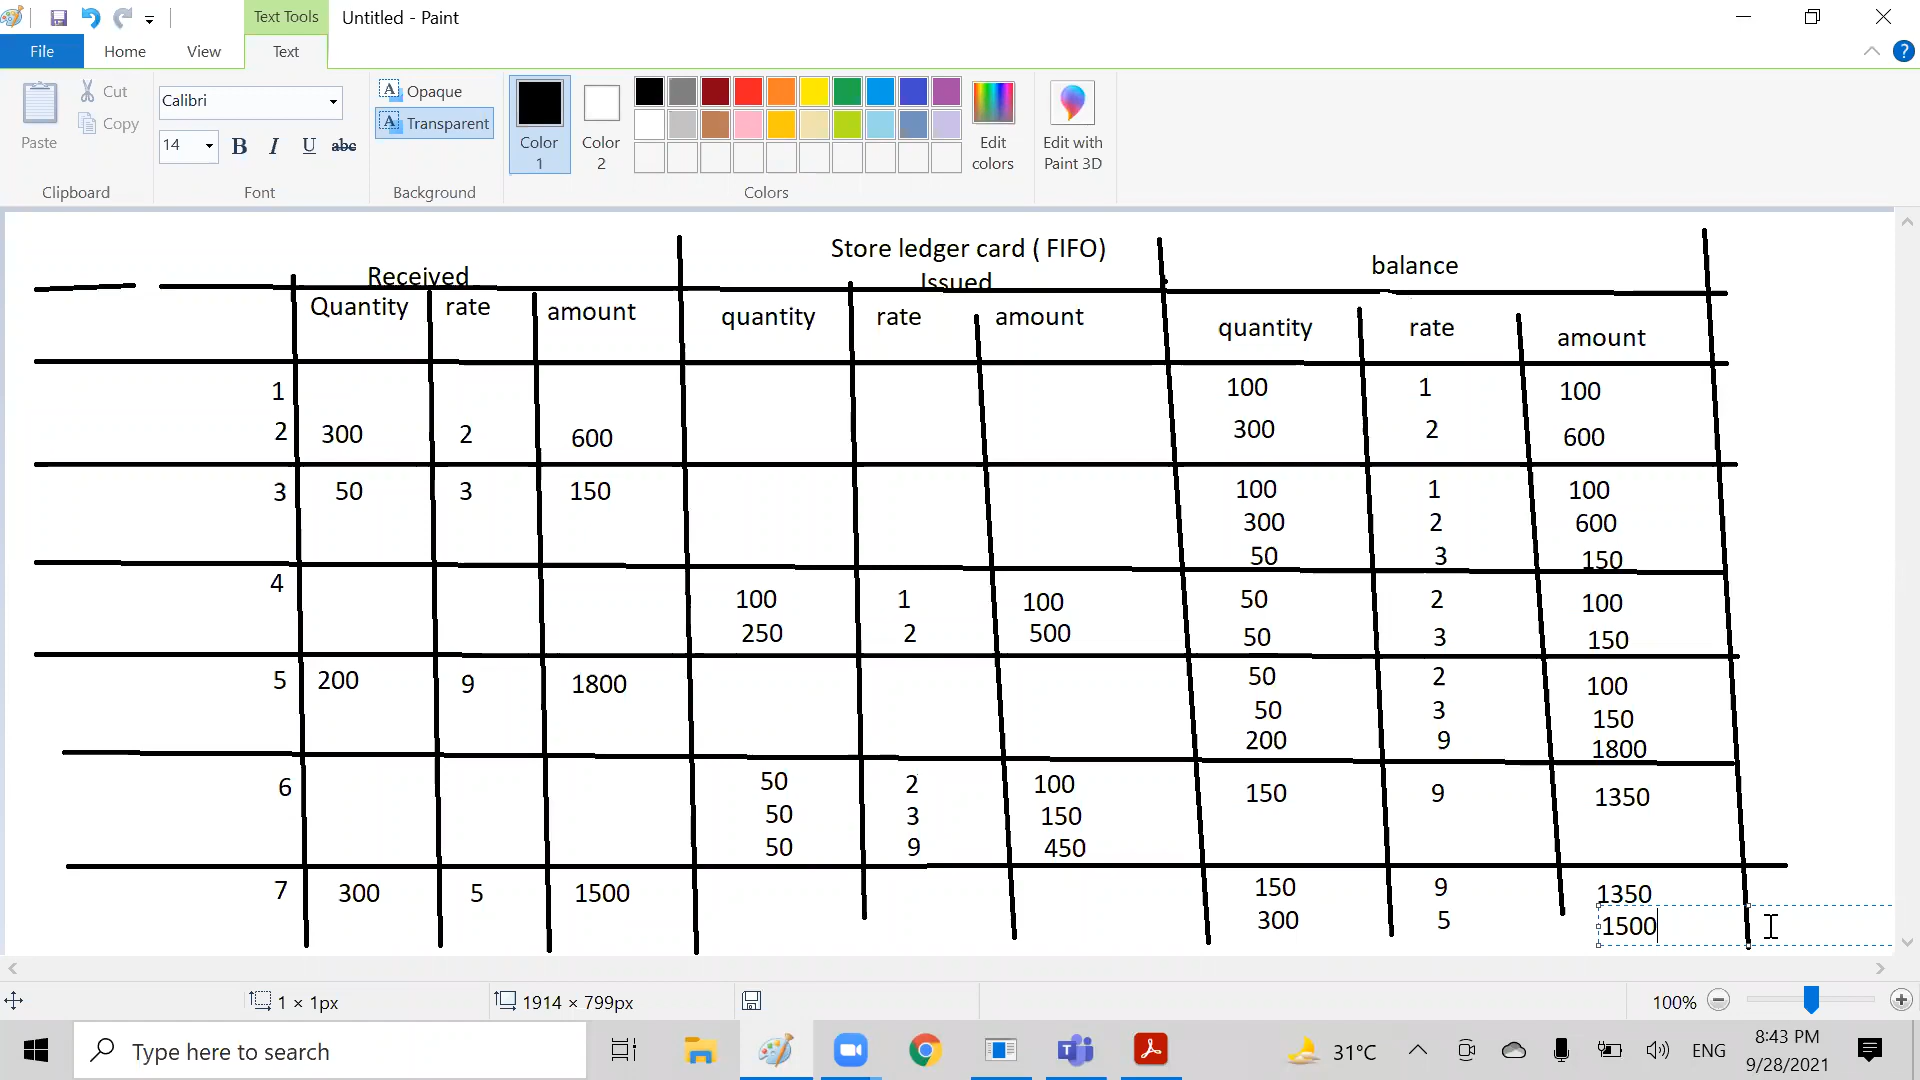 Text Tools
Untitled - Paint
File
Home
View
Text
Paste
Cut
Copy
Clipboard
Calibri
14
B I U abc
Font
Opaque
Transparent
Background
Color 1
Color 2
Colors
Edit colors
Edit with Paint 3D
Store ledger card ( FIFO)
Received
Issued
balance
Quantity rate amount quantity rate amount quantity rate amount
1 100 1 100
2 300 2 600 300 2 600
3 50 3 150 100 1 100
300 2 600
50 3 150
4 100 1 100 50 2 100
250 2 500 50 3 150
5 200 9 1800 50 2 100
50 3 150
200 9 1800
6 50 2 100 150 9 1350
50 3 150
50 9 450
7 300 5 1500 150 9 1350
300 5 1500
1 × 1px
1914 × 799px
100%
Type here to search
31°C
ENG
8:43 PM
9/28/2021